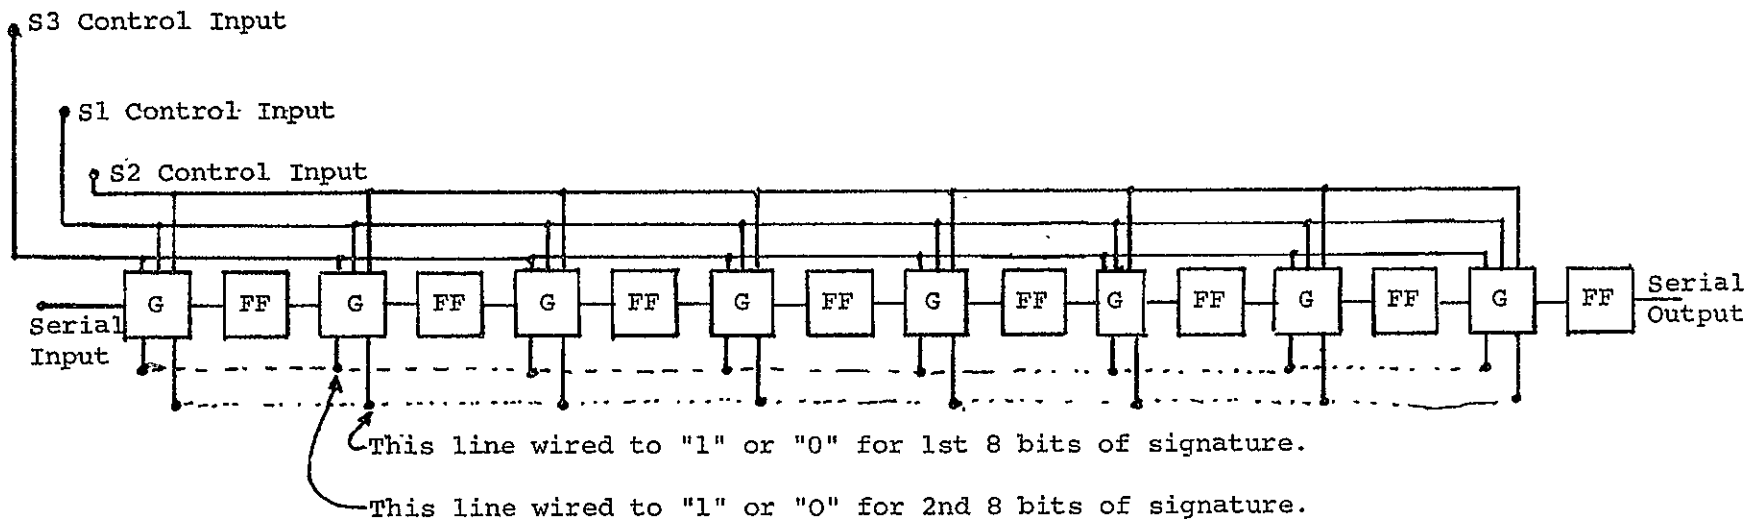 S3 Control Input
S1 Control Input
S2 Control Input
G FF G FF G FF G FF G FF G FF G FF G FF
Serial
Input
Serial
Output
This line wired to "1" or "0" for 1st 8 bits of signature.
This line wired to "1" or "0" for 2nd 8 bits of signature.